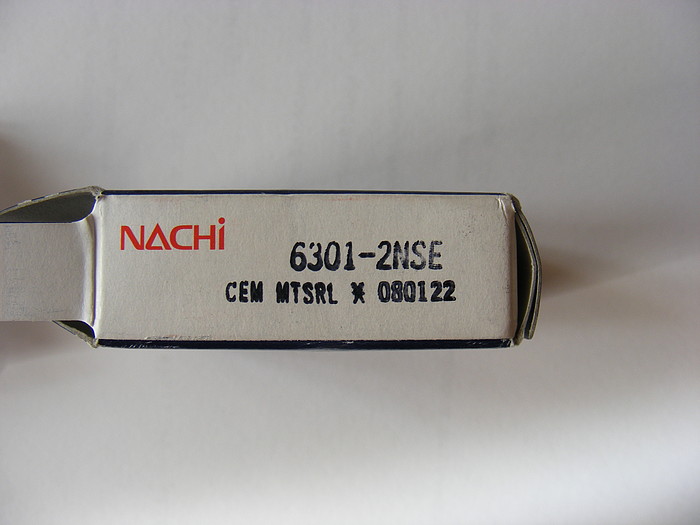 NACHi
6301-2NSE
CEM MTSRL * 080122